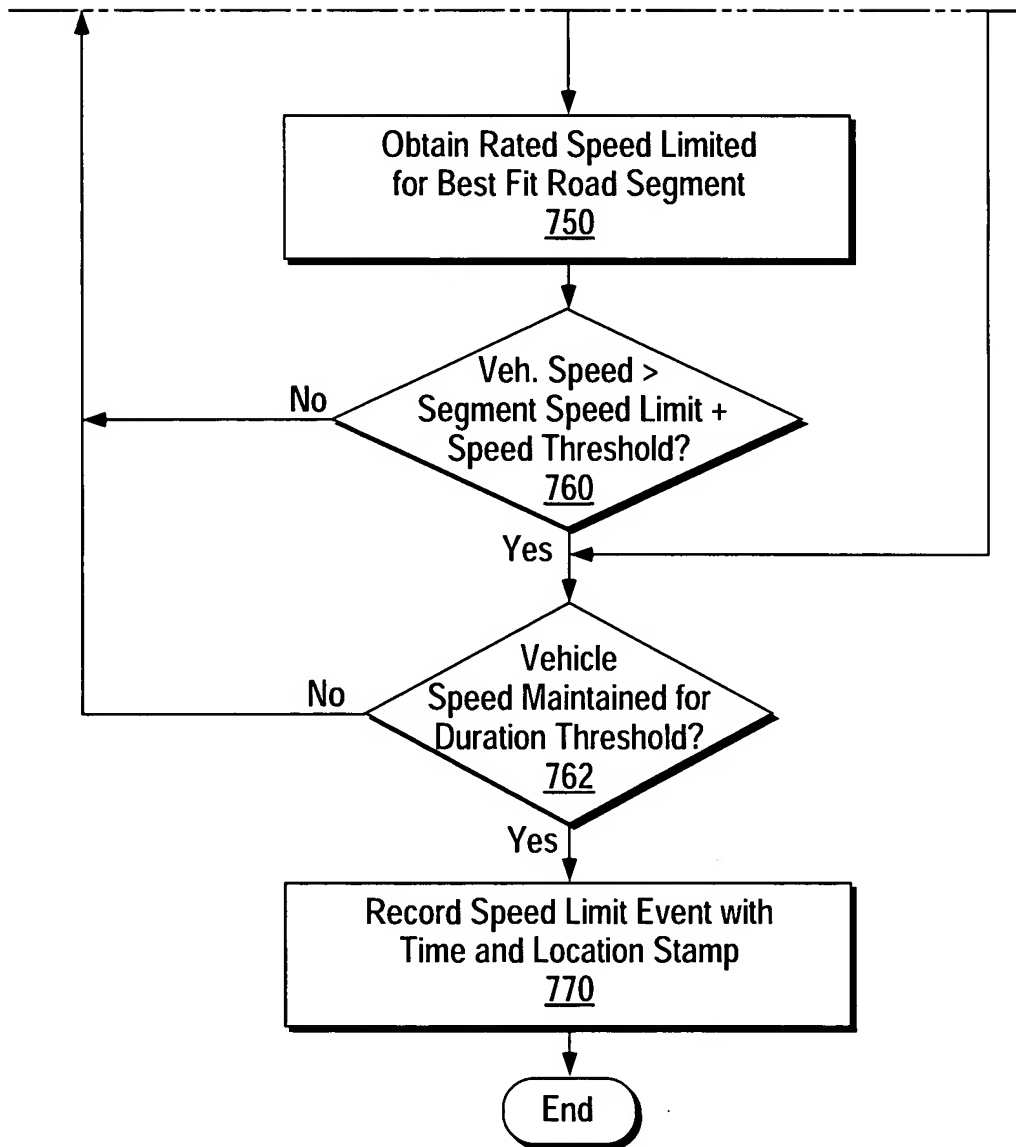 Obtain Rated Speed Limited
for Best Fit Road Segment
750
Veh. Speed >
Segment Speed Limit +
Speed Threshold?
760
No
Yes
Vehicle
Speed Maintained for
Duration Threshold?
762
No
Yes
Record Speed Limit Event with
Time and Location Stamp
770
End